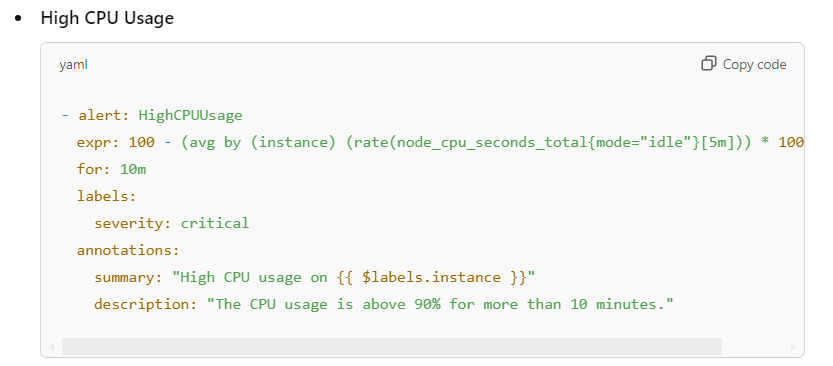 High CPU Usage
yaml
Copy code
- alert: HighCPUUsage
expr: 100 - (avg by (instance) (rate(node_cpu_seconds_total{mode="idle"}[5m])) * 100
for: 10m
labels:
severity: critical
annotations:
summary: "High CPU usage on {{ $labels.instance }}"
description: "The CPU usage is above 90% for more than 10 minutes."